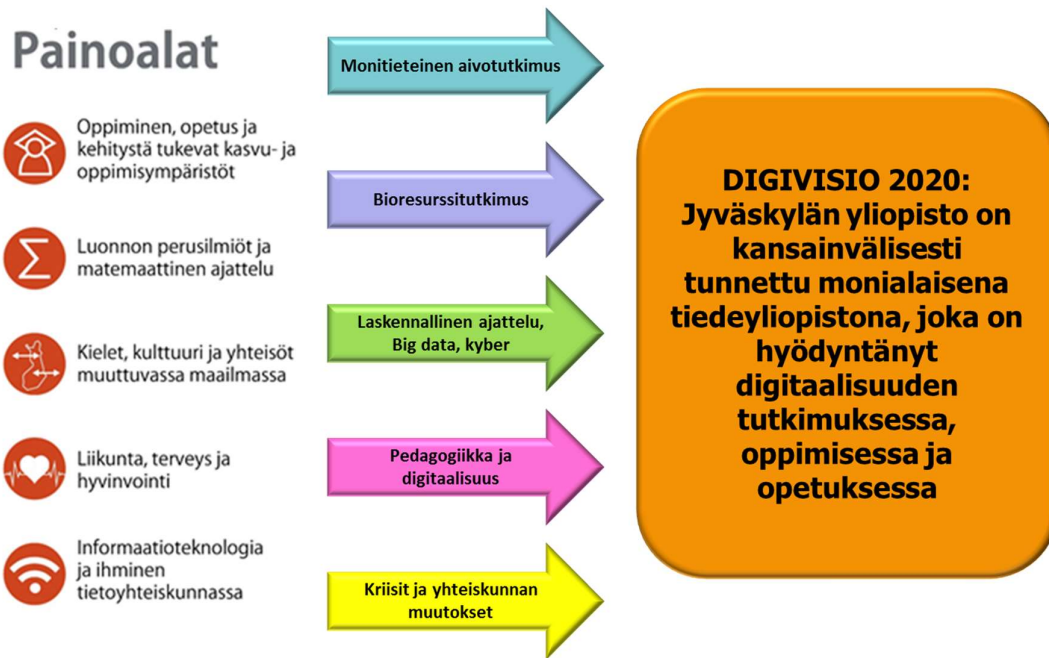 Painoalat
Oppiminen, opetus ja
kehitystä tukevat kasvu- ja
oppimisympäristöt
Luonnon perusilmiöt ja
matemaattinen ajattelu
Kielet, kulttuuri ja yhteisöt
muuttuvassa maailmassa
Liikunta, terveys ja
hyvinvointi
Informaatioteknologia
ja ihminen
tietoyhteiskunnassa
Monitieteinen aivotutkimus
Bioresurssitutkimus
Laskennallinen ajattelu,
Big data, kyber
Pedagogiikka ja
digitaalisuus
Kriisit ja yhteiskunnan
muutokset
DIGIVISIO 2020:
Jyväskylän yliopisto on
kansainvälisesti
tunnettu monialaisena
tiedeyliopistona, joka on
hyödyntänyt
digitaalisuuden
tutkimuksessa,
oppimisessa ja
opetuksessa